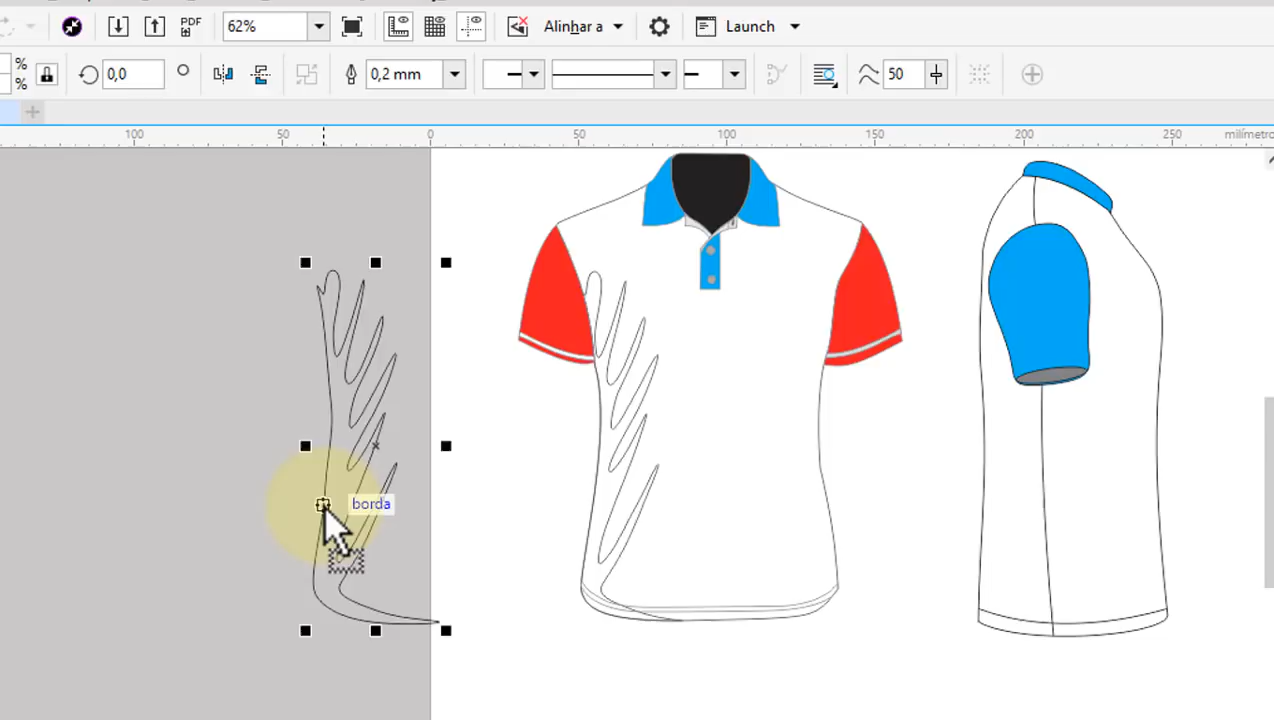 PDF
62%
Alinhar a
Launch
%
%
0,0
0,2 mm
50
100
50
0
50
100
150
200
250
milímetro
borda